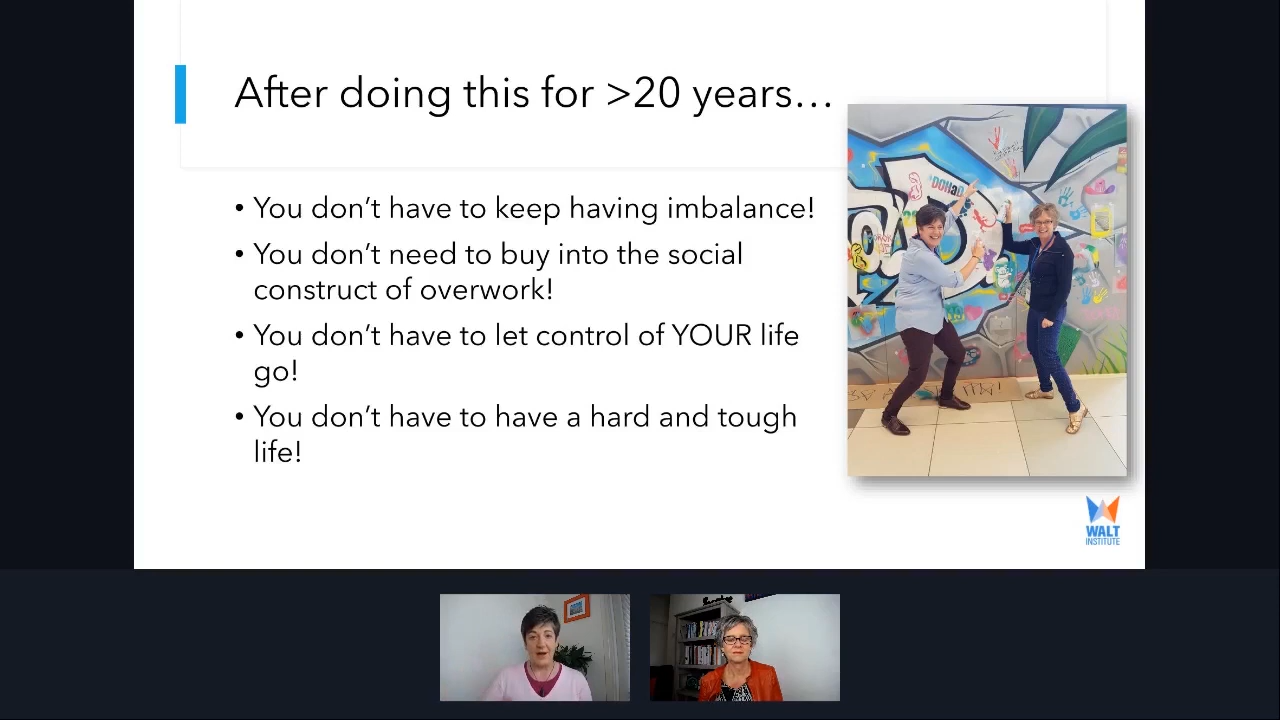 After doing this for >20 years…
• You don’t have to keep having imbalance!
• You don’t need to buy into the social
construct of overwork!
• You don’t have to let control of YOUR life
go!
• You don’t have to have a hard and tough
life!
DOHaD
WALT
INSTITUTE